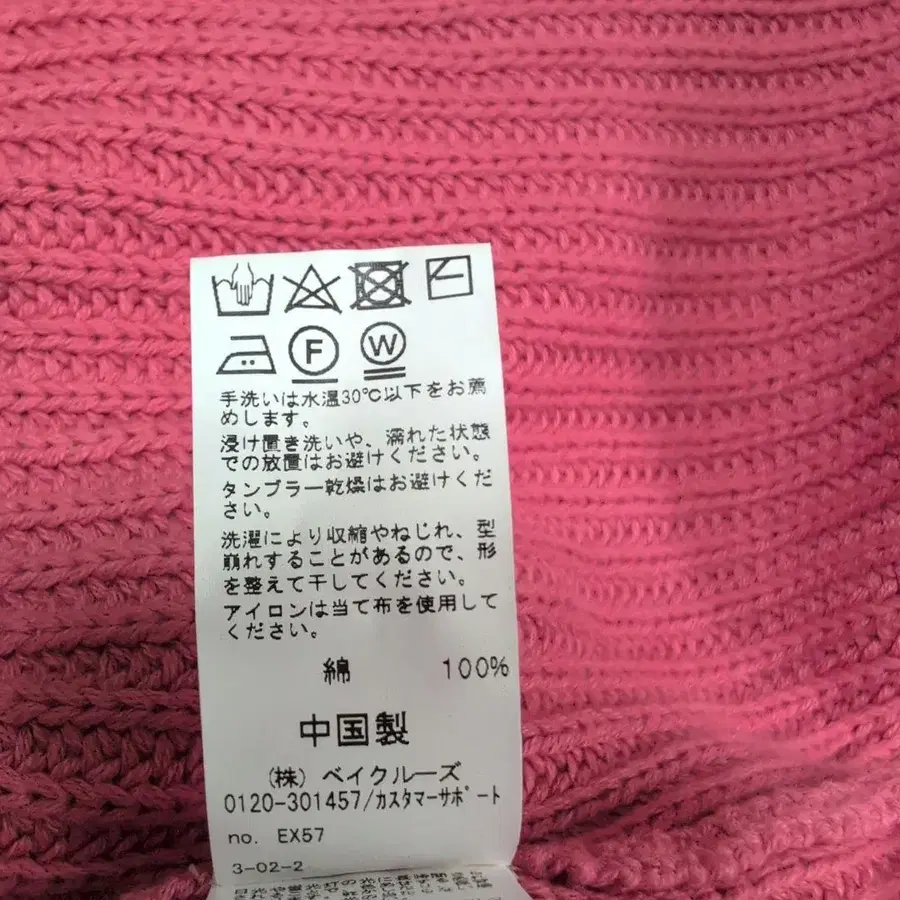 F W
手洗いは水温30℃以下をお薦
めします。
浸け置き洗いや、濡れた状態
での放置はお避けください。
タンブラー乾燥はお避けくだ
さい。
洗濯により収縮やねじれ、型
崩れすることがあるので、形
を整えて干してください。
アイロンは当て布を使用して
ください。
綿 100%
中国製
(株) ベイクルーズ
0120-301457/カスタマーサポート
no. EX57
3-02-2